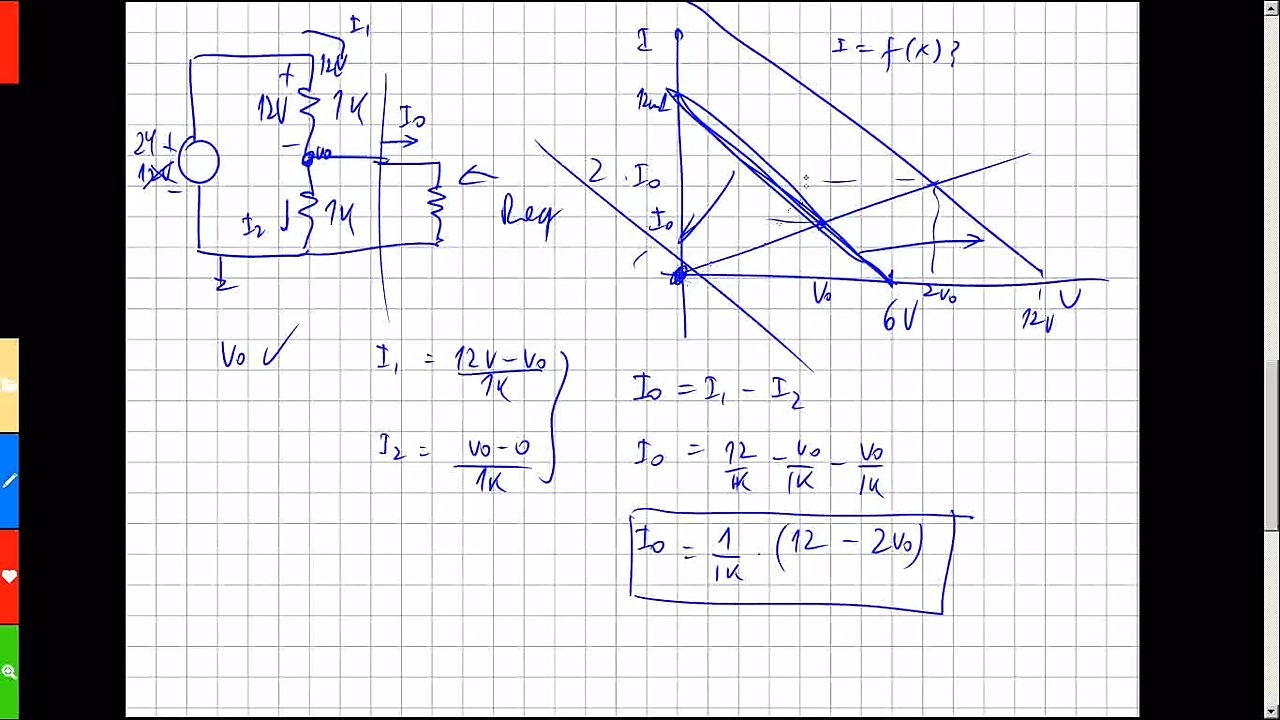 I₁
12V
+
12V
1K
−
V₀
24 +
12V
−
I₂
1K
I₀
Req
I
I = f(x)?
12mA
2 · I₀
I₀
V₀
6V
2V₀
12V
V
V₀ ✓
I₁ = 12V − V₀ / 1K
I₂ = V₀ − 0 / 1K
I₀ = I₁ − I₂
I₀ = 12/1K − V₀/1K − V₀/1K
I₀ = 1/1K · (12 − 2V₀)